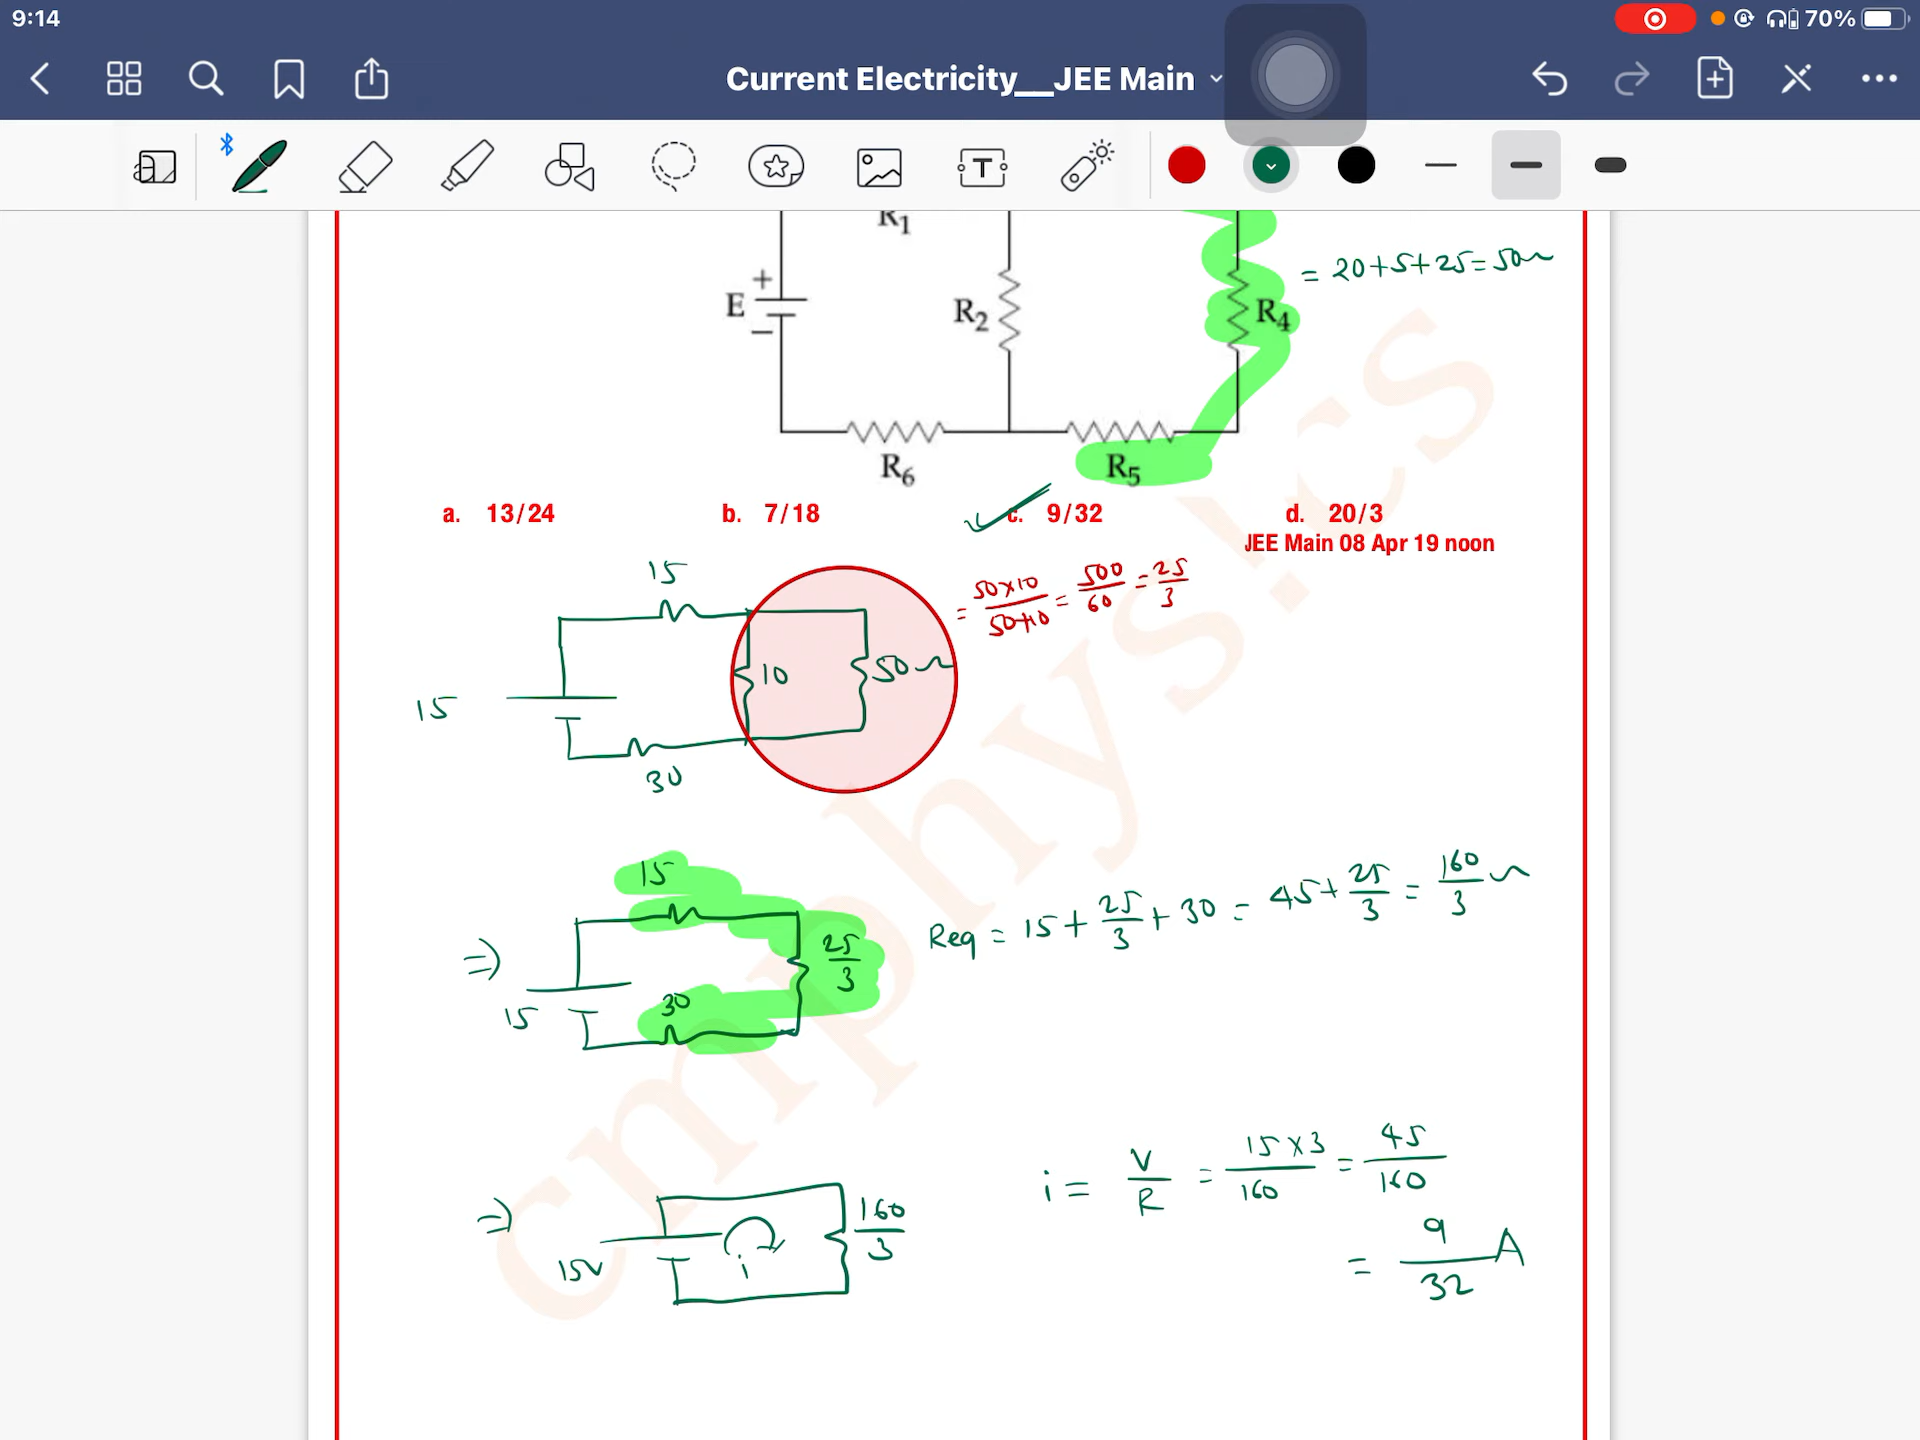 9:14
70%
Current Electricity__JEE Main
R1
= 20+5+25=50~
+
E
−
R2
R4
R6
R5
a. 13/24 b. 7/18 c. 9/32 d. 20/3
JEE Main 08 Apr 19 noon
15
= 50×10/50+10 = 500/60 = 25/3
10
50~
15
30
15
Req = 15 + 25/3 + 30 = 45 + 25/3 = 160/3 ~
25/3
=>
30
15
i = V/R = 15×3/160 = 45/160
=> 160/3
15V
i
= 9/32 A
cmphysics